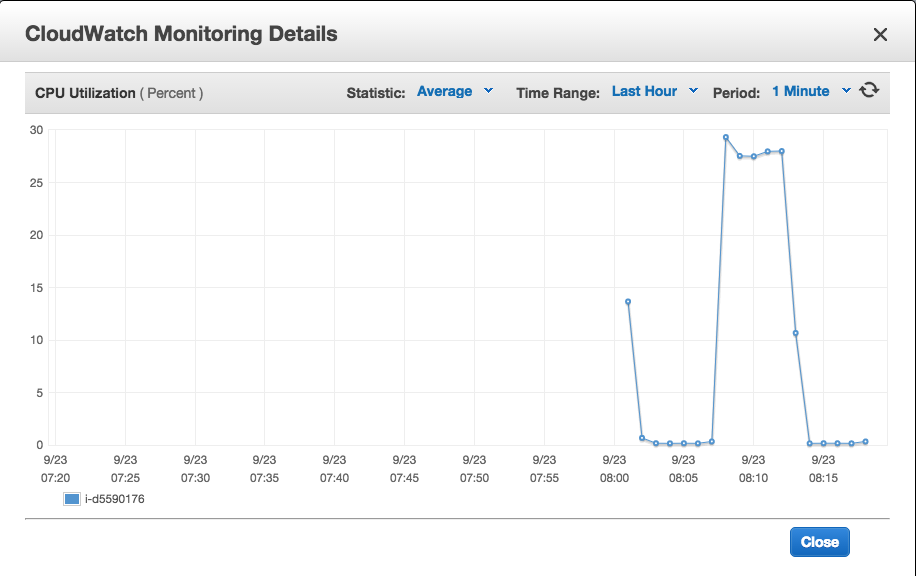 CloudWatch Monitoring Details
CPU Utilization ( Percent )
Statistic: Average
Time Range: Last Hour
Period: 1 Minute
30
25
20
15
10
5
0
9/23 9/23 9/23 9/23 9/23 9/23 9/23 9/23 9/23 9/23 9/23 9/23
07:20 07:25 07:30 07:35 07:40 07:45 07:50 07:55 08:00 08:05 08:10 08:15
i-d5590176
Close